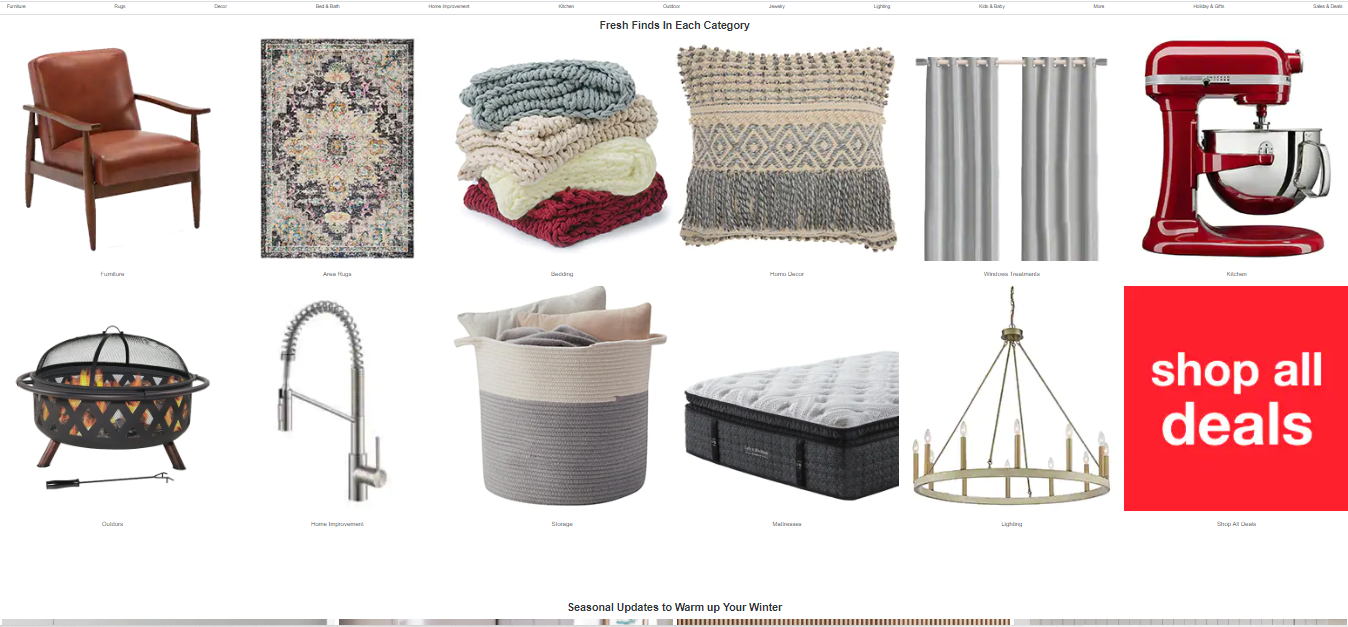 Furniture Rugs Decor Bed & Bath Home Improvement Kitchen Outdoor Jewelry Lighting Kids & Baby More Holiday & Gifts Sales & Deals
Fresh Finds In Each Category
Furniture Area Rugs Bedding Home Decor Windows Treatments Kitchen
shop all
deals
Outdoors Home Improvement Storage Mattresses Lighting Shop All Deals
Seasonal Updates to Warm up Your Winter